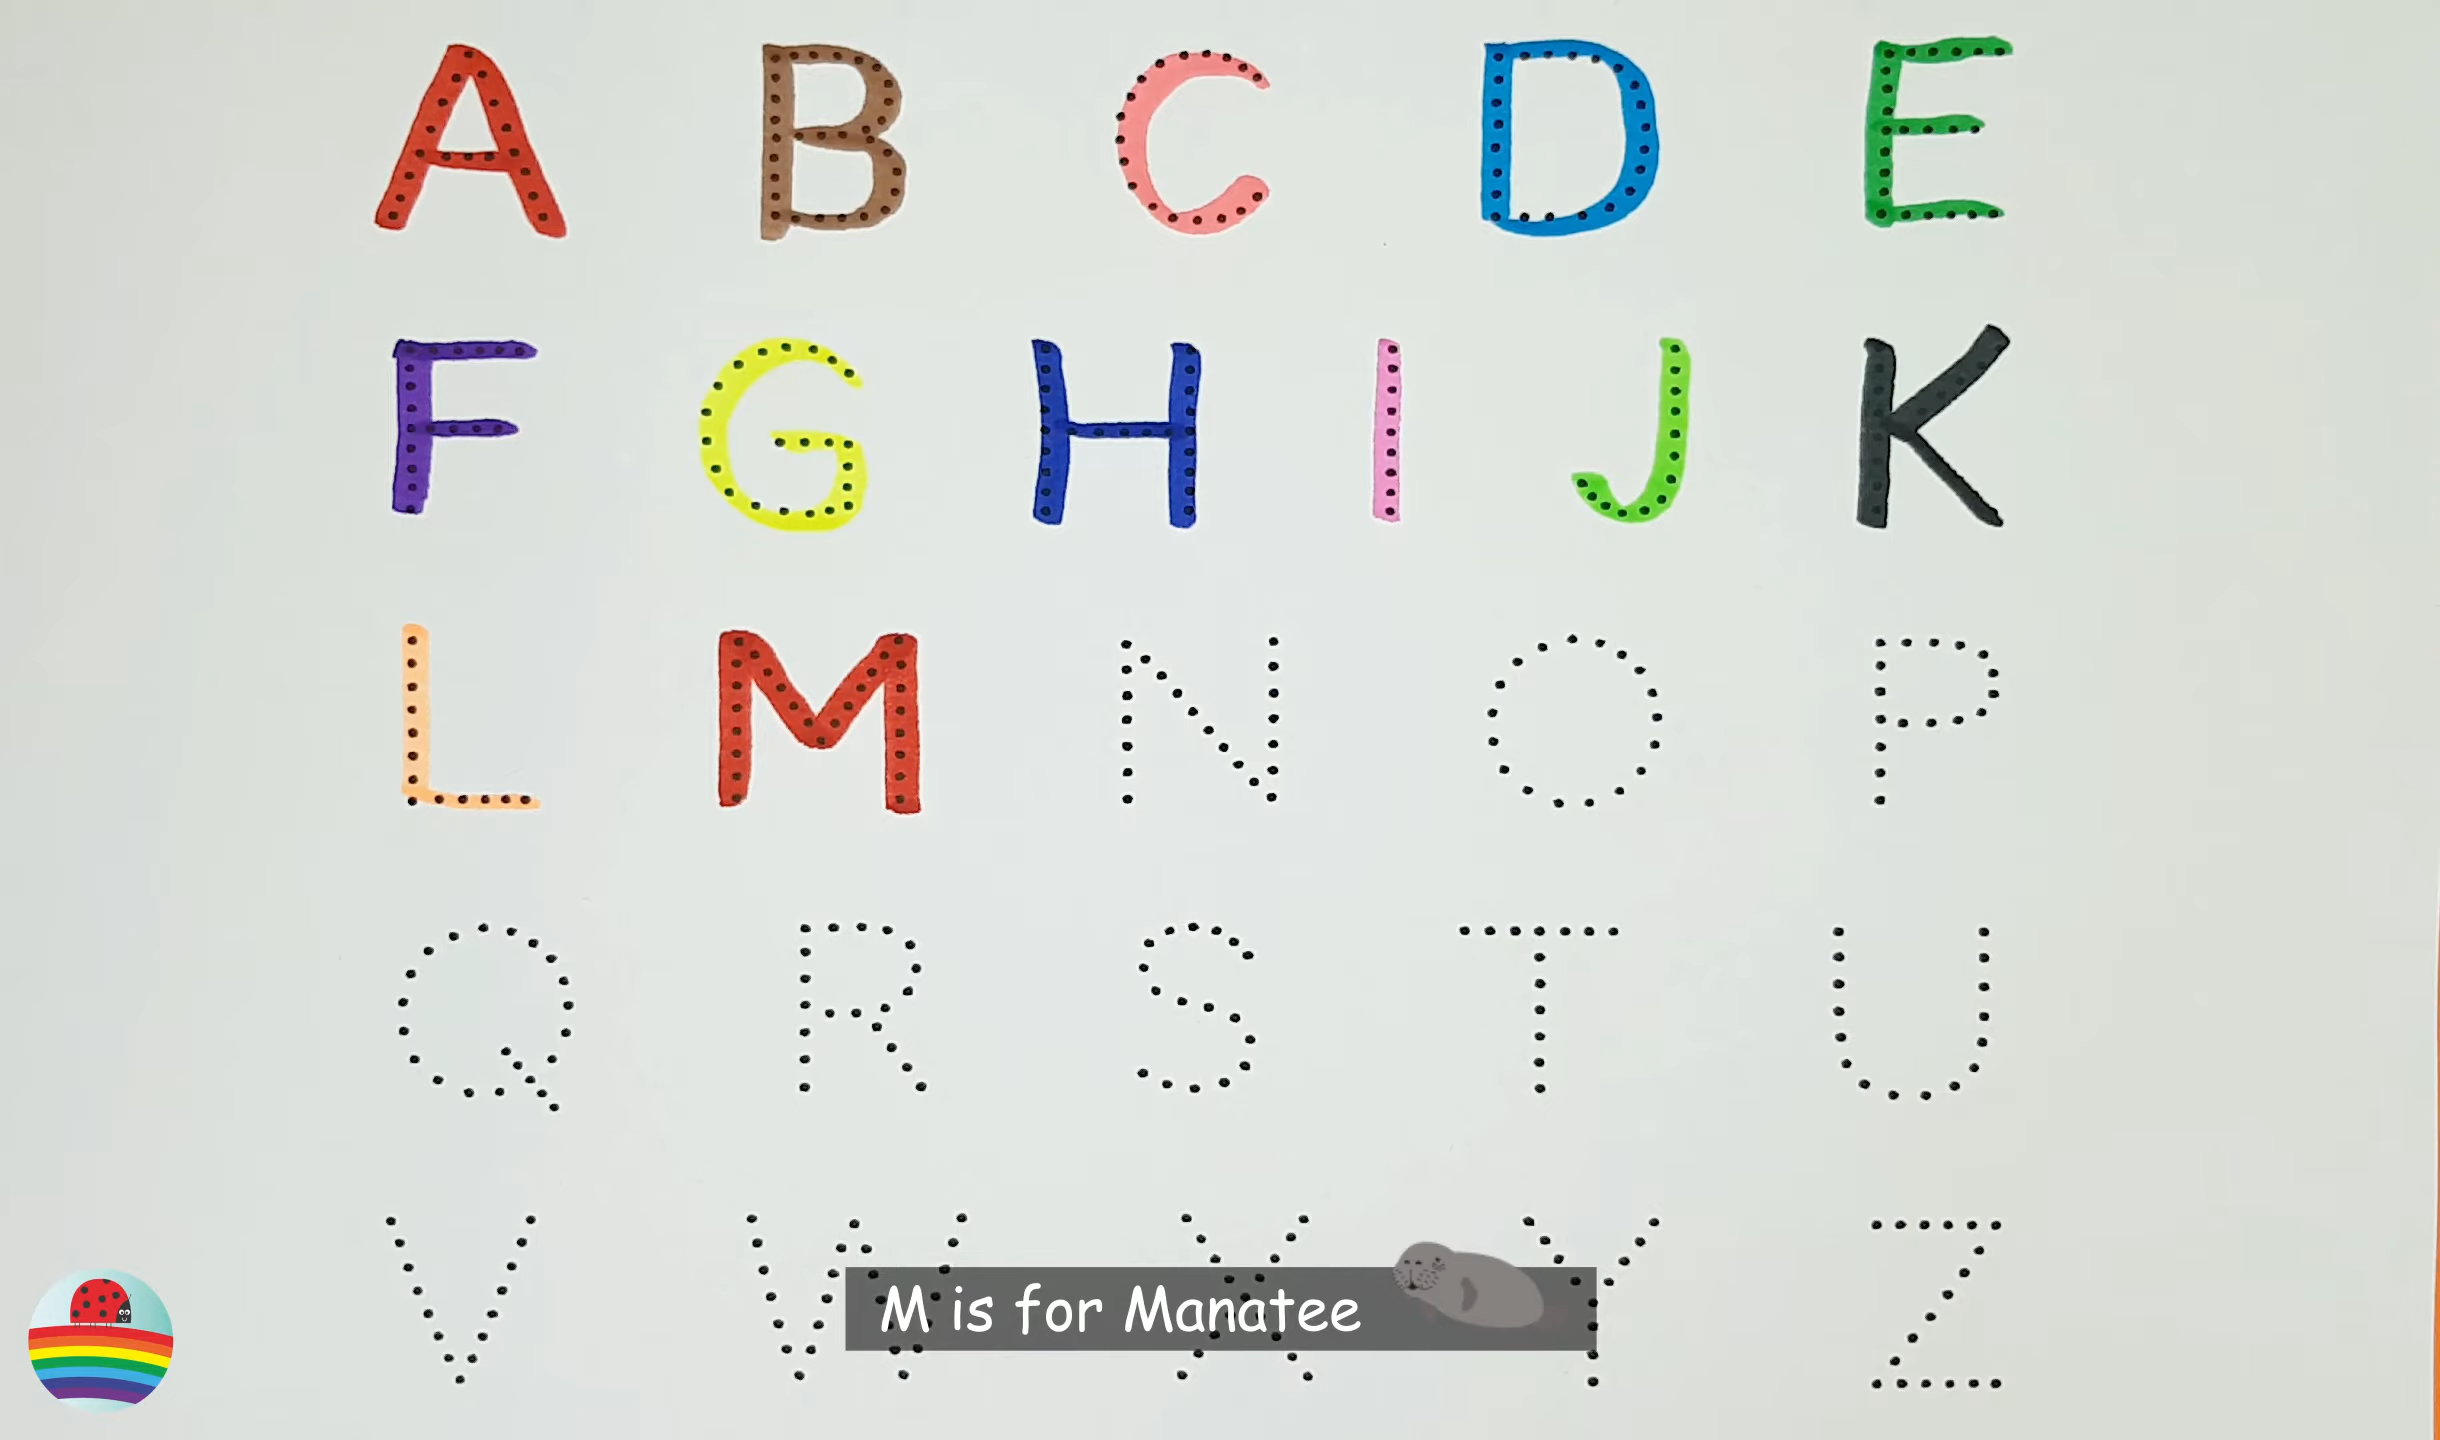 A B C D E
F G H I J K
L M N O P
Q R S T U
V W X Y Z
M is for Manatee